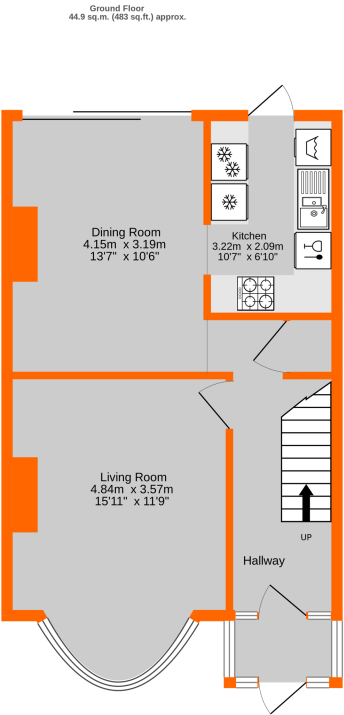 Ground Floor
44.9 sq.m. (483 sq.ft.) approx.
Dining Room
4.15m x 3.19m
13'7" x 10'6"
Kitchen
3.22m x 2.09m
10'7" x 6'10"
Living Room
4.84m x 3.57m
15'11" x 11'9"
UP
Hallway